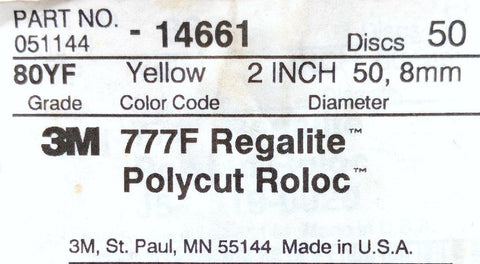 PART NO.
051144 - 14661 Discs 50
80YF Yellow 2 INCH 50, 8mm
Grade Color Code Diameter
3M 777F Regalite™
Polycut Roloc™
3M, St. Paul, MN 55144 Made in U.S.A.